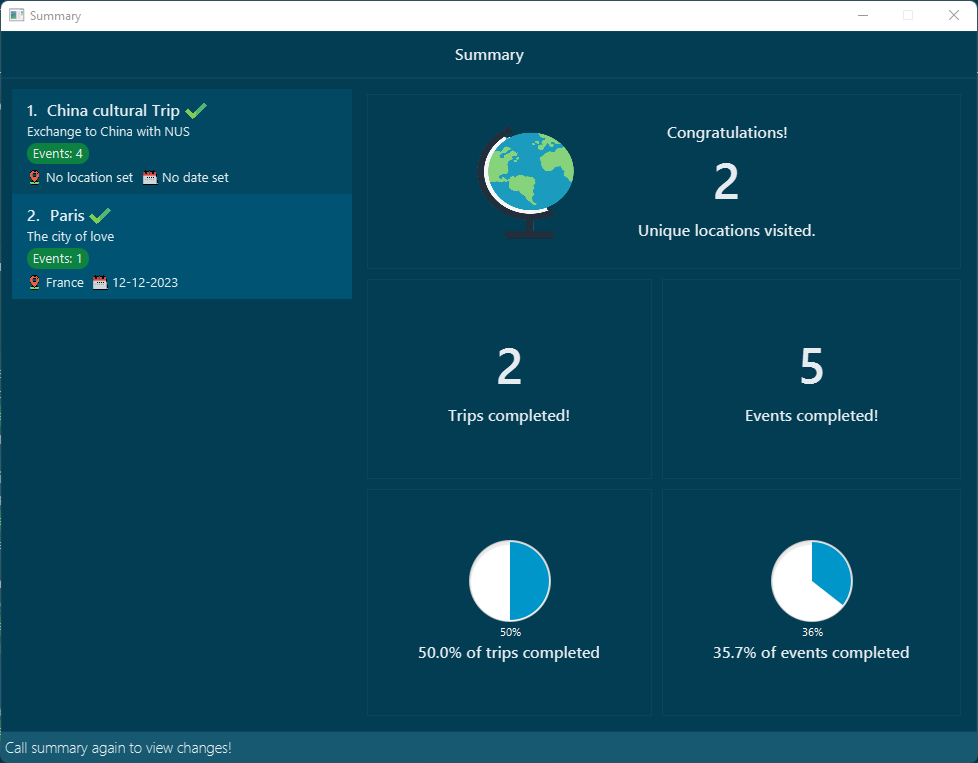 Summary
Summary
1. China cultural Trip
Exchange to China with NUS
Events: 4
No location set No date set
2. Paris
The city of love
Events: 1
France 12-12-2023
Congratulations!
2
Unique locations visited.
2
Trips completed!
5
Events completed!
50%
50.0% of trips completed
36%
35.7% of events completed
Call summary again to view changes!